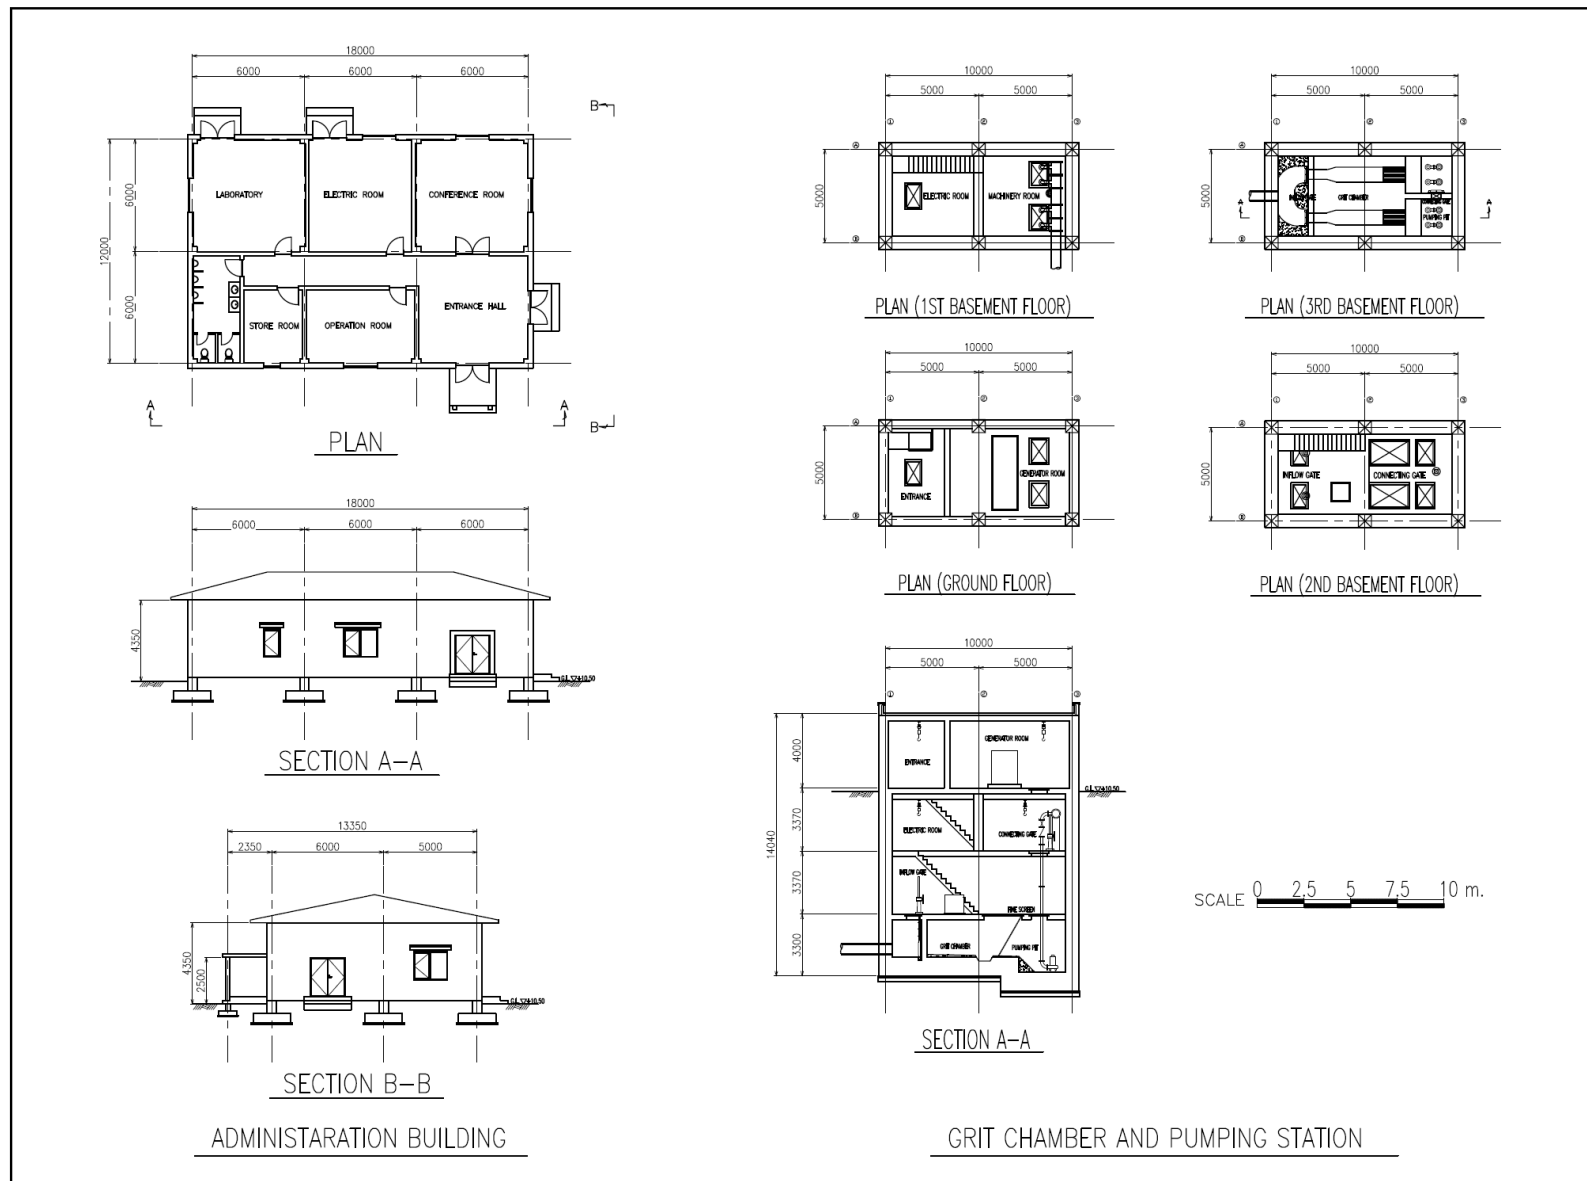 18000
6000 6000 6000
B
12000
6000
6000
LABORATORY
ELECTRIC ROOM
CONFERENCE ROOM
STORE ROOM
OPERATION ROOM
ENTRANCE HALL
A A
B
PLAN
18000
6000 6000 6000
4350
SECTION A-A
13350
2350 6000 5000
4350
2500
SECTION B-B
ADMINISTARATION BUILDING
10000
5000 5000
5000
ELECTRIC ROOM
MACHINERY ROOM
PLAN (1ST BASEMENT FLOOR)
10000
5000 5000
5000
A A
GRIT CHAMBER
PUMPING PIT
PLAN (3RD BASEMENT FLOOR)
10000
5000 5000
5000
ENTRANCE
GENERATOR ROOM
PLAN (GROUND FLOOR)
10000
5000 5000
5000
INFLOW GATE
CONNECTING GATE
PLAN (2ND BASEMENT FLOOR)
10000
5000 5000
14040
4000
3370
3370
3300
ENTRANCE
GENERATOR ROOM
ELECTRIC ROOM
CONNECTING GATE
INFLOW GATE
FINE SCREEN
GRIT CHAMBER
PUMPING PIT
SECTION A-A
SCALE 0 2.5 5 7.5 10 m.
GRIT CHAMBER AND PUMPING STATION